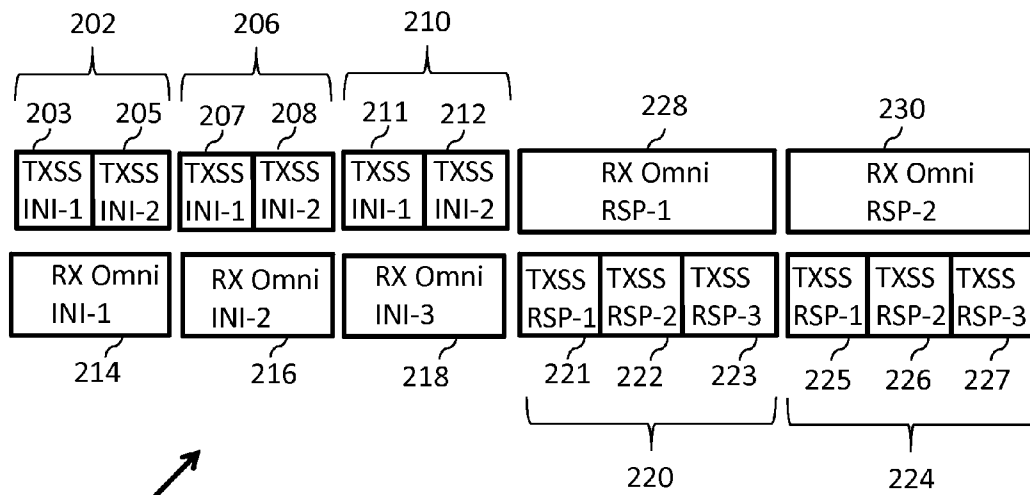 202 206 210
203 205 207 208 211 212 228 230
TXSS TXSS TXSS TXSS TXSS TXSS RX Omni RX Omni
INI-1 INI-2 INI-1 INI-2 INI-1 INI-2 RSP-1 RSP-2
RX Omni RX Omni RX Omni TXSS TXSS TXSS TXSS TXSS TXSS
INI-1 INI-2 INI-3 RSP-1 RSP-2 RSP-3 RSP-1 RSP-2 RSP-3
214 216 218 221 222 223 225 226 227
220 224